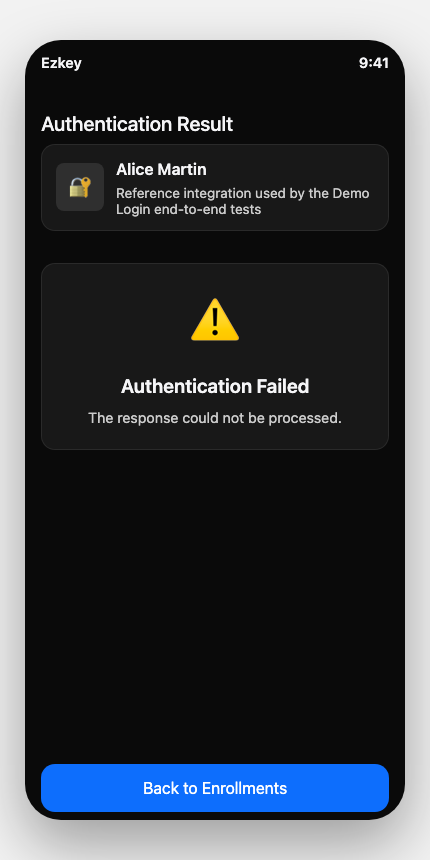 Ezkey 9:41
Authentication Result
Alice Martin
Reference integration used by the Demo
Login end-to-end tests
Authentication Failed
The response could not be processed.
Back to Enrollments